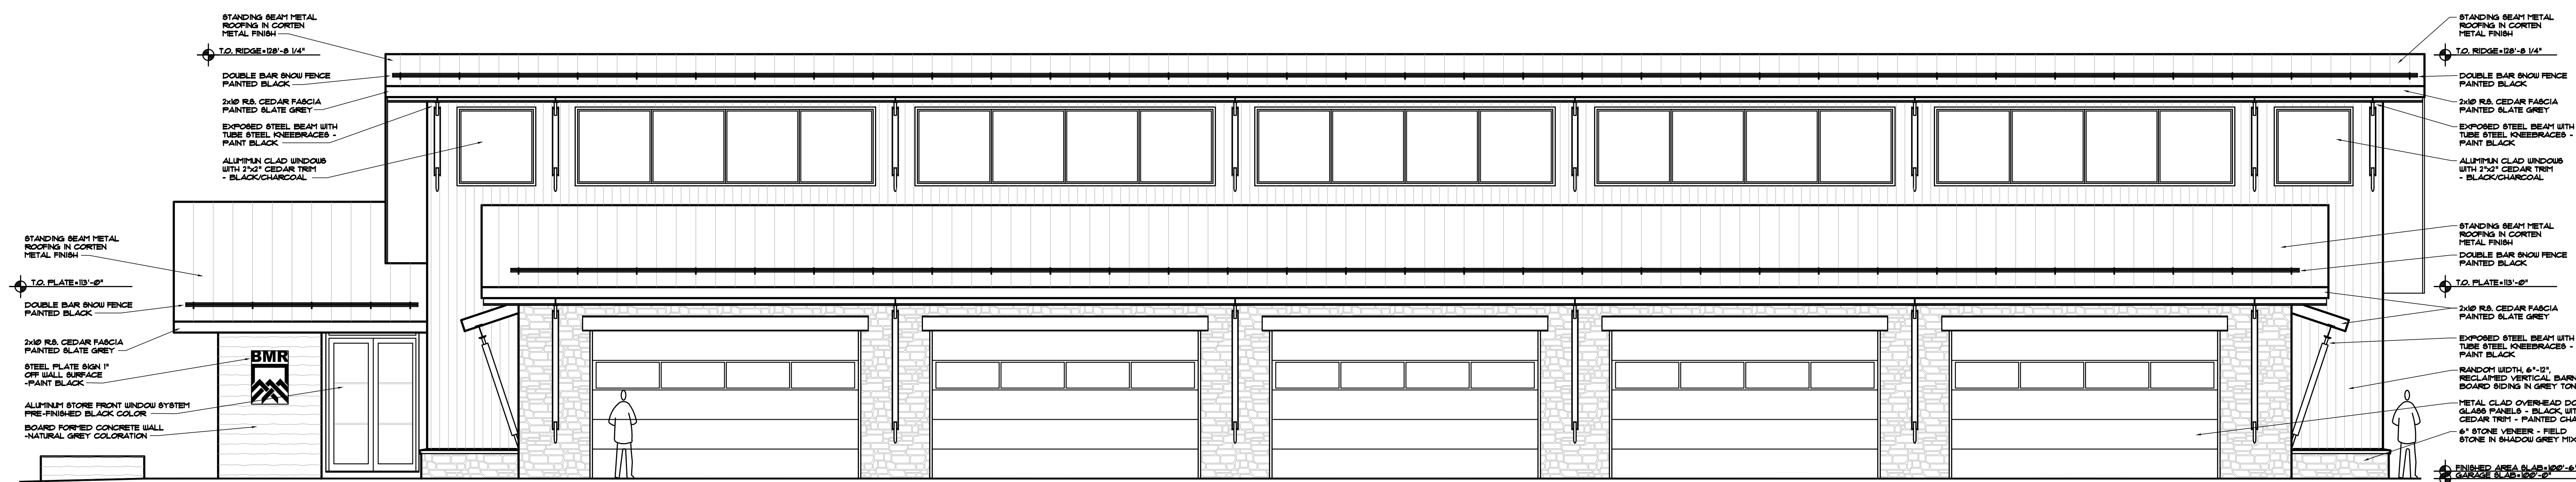 STANDING SEAM METAL
ROOFING IN CORTEN
METAL FINISH
T.O. RIDGE=128'-8 1/4"
DOUBLE BAR SNOW FENCE
PAINTED BLACK
2x10 R.S. CEDAR FASCIA
PAINTED SLATE GREY
EXPOSED STEEL BEAM WITH
TUBE STEEL KNEEBRACES -
PAINT BLACK
ALUMIMUN CLAD WINDOWS
WITH 2"x2" CEDAR TRIM
- BLACK/CHARCOAL
STANDING SEAM METAL
ROOFING IN CORTEN
METAL FINISH
T.O. PLATE=113'-0"
DOUBLE BAR SNOW FENCE
PAINTED BLACK
2x10 R.S. CEDAR FASCIA
PAINTED SLATE GREY
STEEL PLATE SIGN 1"
OFF WALL SURFACE
-PAINT BLACK
ALUMINUM STORE FRONT WINDOW SYSTEM
PRE-FINISHED BLACK COLOR
BOARD FORMED CONCRETE WALL
-NATURAL GREY COLORATION
BMR
STANDING SEAM METAL
ROOFING IN CORTEN
METAL FINISH
T.O. RIDGE=128'-8 1/4"
DOUBLE BAR SNOW FENCE
PAINTED BLACK
2x10 R.S. CEDAR FASCIA
PAINTED SLATE GREY
EXPOSED STEEL BEAM WITH
TUBE STEEL KNEEBRACES -
PAINT BLACK
ALUMIMUN CLAD WINDOWS
WITH 2"x2" CEDAR TRIM
- BLACK/CHARCOAL
STANDING SEAM METAL
ROOFING IN CORTEN
METAL FINISH
DOUBLE BAR SNOW FENCE
PAINTED BLACK
T.O. PLATE=113'-0"
2x10 R.S. CEDAR FASCIA
PAINTED SLATE GREY
EXPOSED STEEL BEAM WITH
TUBE STEEL KNEEBRACES -
PAINT BLACK
RANDOM WIDTH, 6"-12",
RECLAIMED VERTICAL BARN
BOARD SIDING IN GREY
METAL CLAD OVERHEAD
GLASS PANELS - BLACK,
CEDAR TRIM - PAINTED
6" STONE VENEER - FIELD
STONE IN SHADOW GREY
FINISHED AREA SLAB=100'-6"
GARAGE SLAB=100'-0"